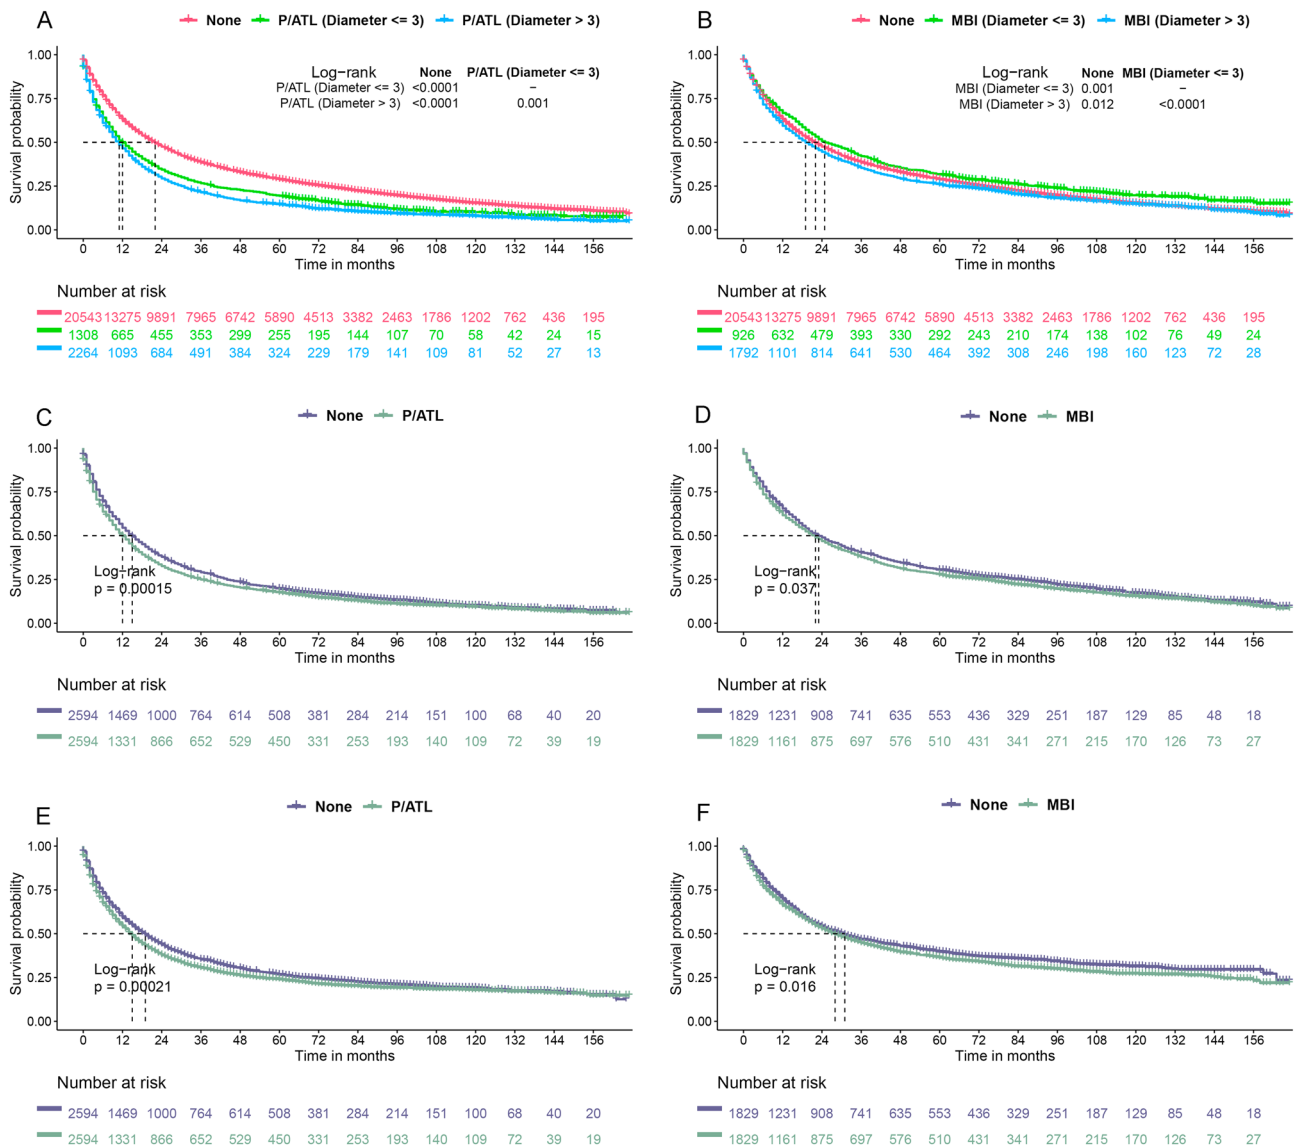 A
None P/ATL (Diameter <= 3) P/ATL (Diameter > 3)
Log−rank None P/ATL (Diameter <= 3)
P/ATL (Diameter <= 3) <0.0001 −
P/ATL (Diameter > 3) <0.0001 0.001
Survival probability
1.00
0.75
0.50
0.25
0.00
0 12 24 36 48 60 72 84 96 108 120 132 144 156
Time in months
Number at risk
20543 13275 9891 7965 6742 5890 4513 3382 2463 1786 1202 762 436 195
1308 665 455 353 299 255 195 144 107 70 58 42 24 15
2264 1093 684 491 384 324 229 179 141 109 81 52 27 13
B
None MBI (Diameter <= 3) MBI (Diameter > 3)
Log−rank None MBI (Diameter <= 3)
MBI (Diameter <= 3) 0.001 −
MBI (Diameter > 3) 0.012 <0.0001
Survival probability
1.00
0.75
0.50
0.25
0.00
0 12 24 36 48 60 72 84 96 108 120 132 144 156
Time in months
Number at risk
20543 13275 9891 7965 6742 5890 4513 3382 2463 1786 1202 762 436 195
926 632 479 393 330 292 243 210 174 138 102 76 49 24
1792 1101 814 641 530 464 392 308 246 198 160 123 72 28
C
None P/ATL
Survival probability
1.00
0.75
0.50
0.25
0.00
Log−rank
p = 0.00015
0 12 24 36 48 60 72 84 96 108 120 132 144 156
Time in months
Number at risk
2594 1469 1000 764 614 508 381 284 214 151 100 68 40 20
2594 1331 866 652 529 450 331 253 193 140 109 72 39 19
D
None MBI
Survival probability
1.00
0.75
0.50
0.25
0.00
Log−rank
p = 0.037
0 12 24 36 48 60 72 84 96 108 120 132 144 156
Time in months
Number at risk
1829 1231 908 741 635 553 436 329 251 187 129 85 48 18
1829 1161 875 697 576 510 431 341 271 215 170 126 73 27
E
None P/ATL
Survival probability
1.00
0.75
0.50
0.25
0.00
Log−rank
p = 0.00021
0 12 24 36 48 60 72 84 96 108 120 132 144 156
Time in months
Number at risk
2594 1469 1000 764 614 508 381 284 214 151 100 68 40 20
2594 1331 866 652 529 450 331 253 193 140 109 72 39 19
F
None MBI
Survival probability
1.00
0.75
0.50
0.25
0.00
Log−rank
p = 0.016
0 12 24 36 48 60 72 84 96 108 120 132 144 156
Time in months
Number at risk
1829 1231 908 741 635 553 436 329 251 187 129 85 48 18
1829 1161 875 697 576 510 431 341 271 215 170 126 73 27